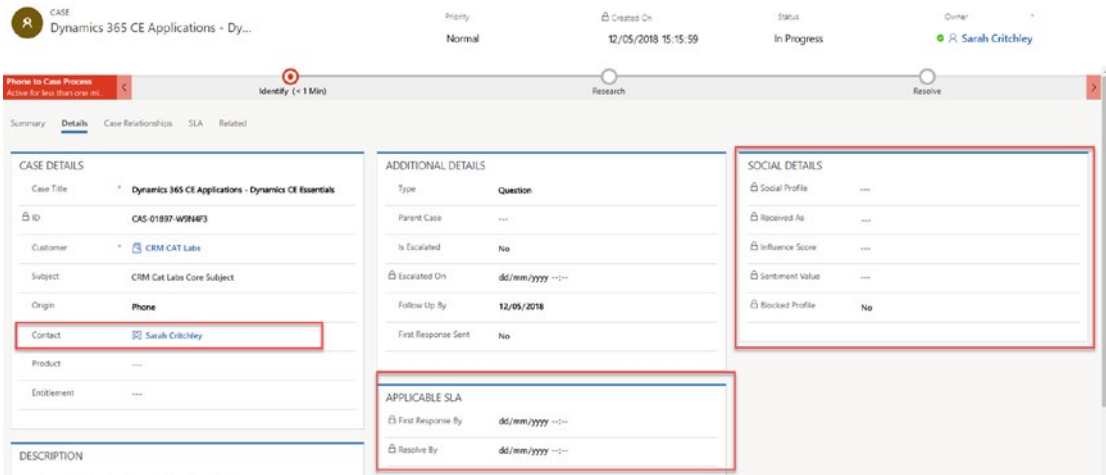 CASE
Dynamics 365 CE Applications - Dy...
Priority
Normal
Created On
12/05/2018 15:15:59
Status
In Progress
Owner *
Sarah Critchley
Phone to Case Process
Active for less than one mi...
Identify (< 1 Min)
Research
Resolve
Summary Details Case Relationships SLA Related
CASE DETAILS
Case Title * Dynamics 365 CE Applications - Dynamics CE Essentials
ID CAS-01897-W9N4F3
Customer * CRM CAT Labs
Subject CRM Cat Labs Core Subject
Origin Phone
Contact Sarah Critchley
Product ---
Entitlement ---
DESCRIPTION
ADDITIONAL DETAILS
Type Question
Parent Case ---
Is Escalated No
Escalated On dd/mm/yyyy --:--
Follow Up By 12/05/2018
First Response Sent No
APPLICABLE SLA
First Response By dd/mm/yyyy --:--
Resolve By dd/mm/yyyy --:--
SOCIAL DETAILS
Social Profile ---
Received As ---
Influence Score ---
Sentiment Value ---
Blocked Profile No